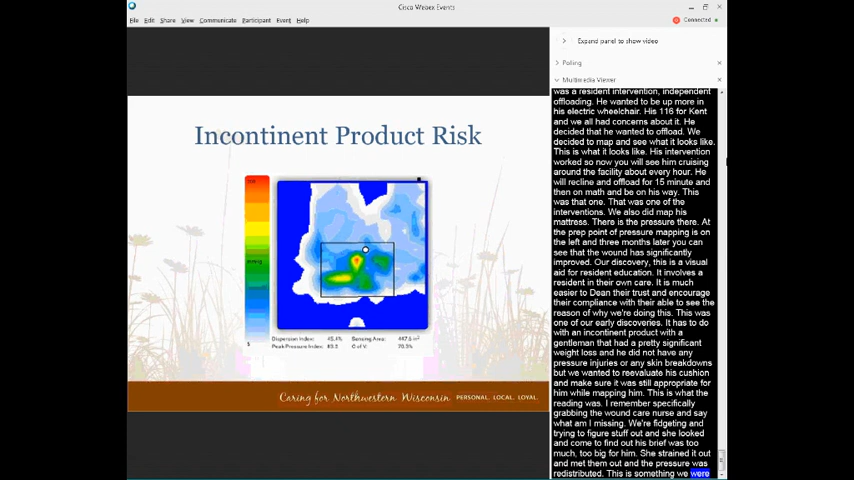 Cisco Webex Events
File Edit Share View Communicate Participant Event Help
Connected
Expand panel to show video
Polling
Multimedia Viewer
Incontinent Product Risk
Dispersion Index: 45.4%
Sensing Area: 447.6 in²
Peak Pressure Index:
C of V: 70.3%
Caring for Northwestern Wisconsin PERSONAL. LOCAL. LOYAL.
was a resident intervention, independent
offloading. He wanted to be up more in
his electric wheelchair. His 116 for Kent
and we all had concerns about it. He
decided that he wanted to offload. We
decided to map and see what it looks like.
This is what it looks like. His intervention
worked so now you will see him cruising
around the facility about every hour. He
will recline and offload for 15 minute and
then on math and be on his way. This
was that one. That was one of the
interventions. We also did map his
mattress. There is the pressure there. At
the prep point of pressure mapping is on
the left and three months later you can
see that the wound has significantly
improved. Our discovery, this is a visual
aid for resident education. It involves a
resident in their own care. It is much
easier to Dean their trust and encourage
their compliance with their able to see the
reason of why we're doing this. This was
one of our early discoveries. It has to do
with an incontinent product with a
gentleman that had a pretty significant
weight loss and he did not have any
pressure injuries or any skin breakdowns
but we wanted to reevaluate his cushion
and make sure it was still appropriate for
him while mapping him. This is what the
reading was. I remember specifically
grabbing the wound care nurse and say
what am I missing. We're fidgeting and
trying to figure stuff out and she looked
and come to find out his brief was too
much, too big for him. She strained it out
and met them out and the pressure was
redistributed. This is something we were